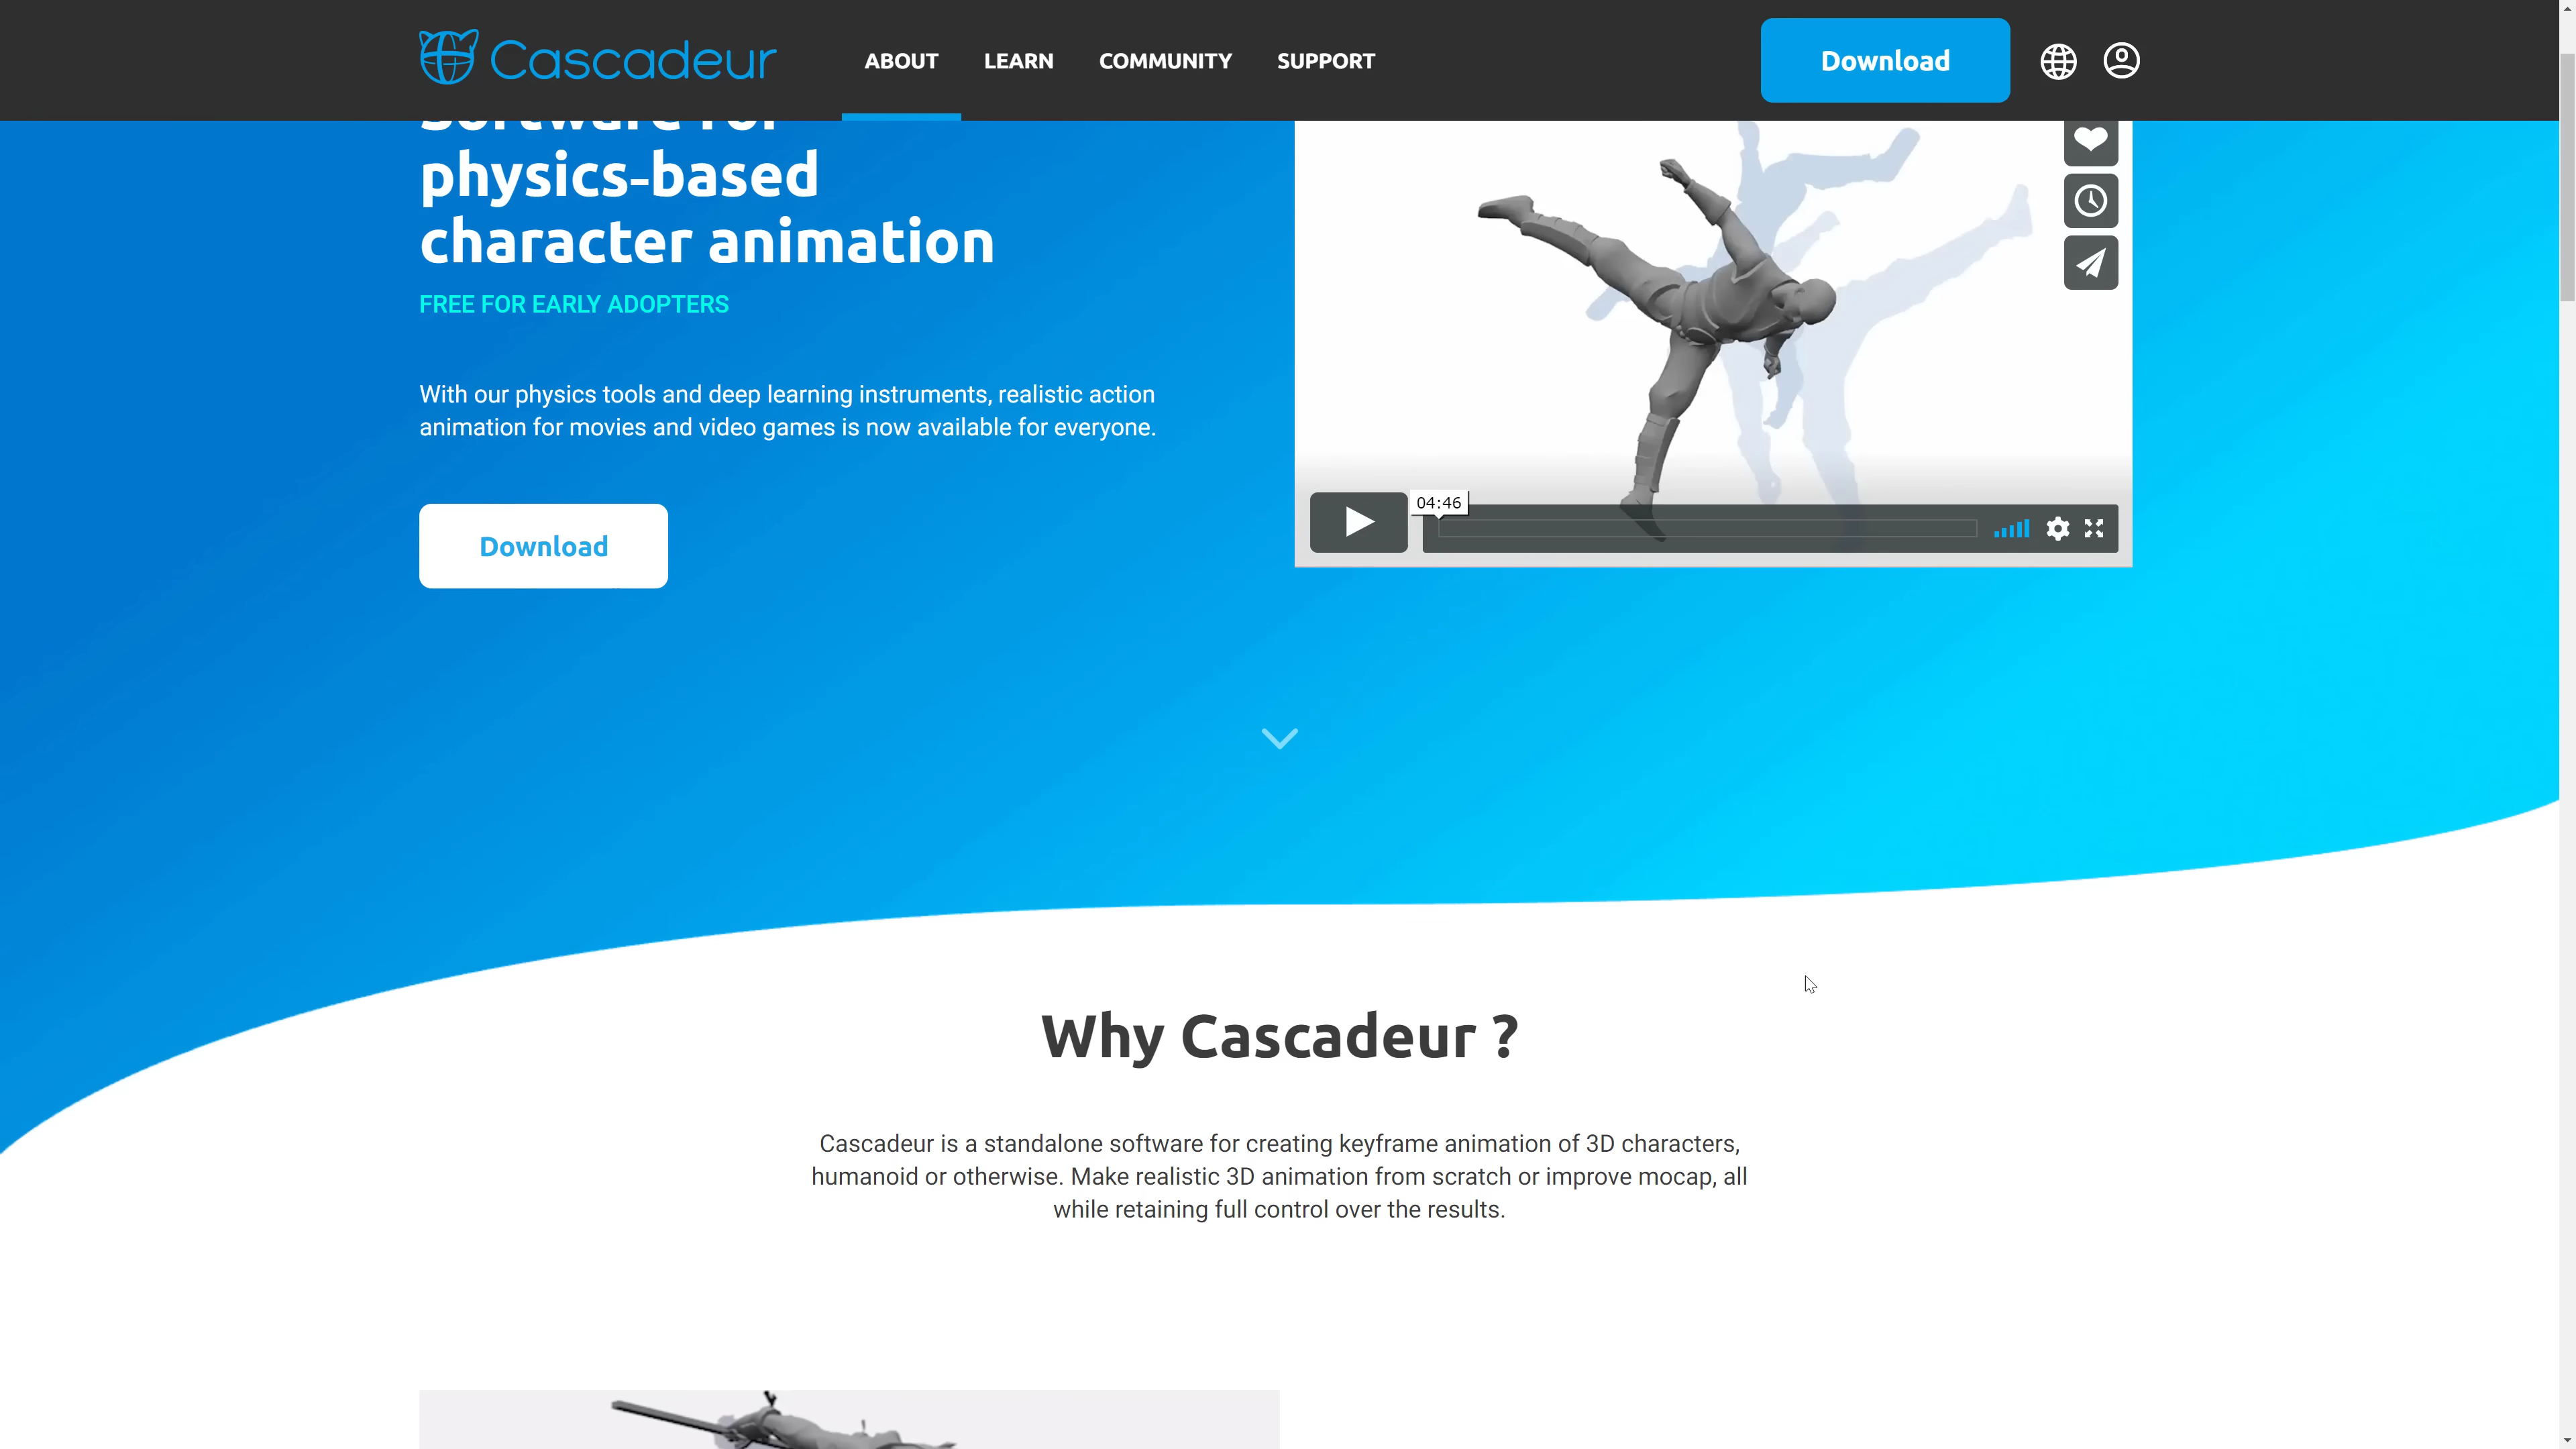 Cascadeur
ABOUT
LEARN
COMMUNITY
SUPPORT
Download
Software for
physics-based
character animation
FREE FOR EARLY ADOPTERS
With our physics tools and deep learning instruments, realistic action
animation for movies and video games is now available for everyone.
Download
04:46
Why Cascadeur ?
Cascadeur is a standalone software for creating keyframe animation of 3D characters,
humanoid or otherwise. Make realistic 3D animation from scratch or improve mocap, all
while retaining full control over the results.